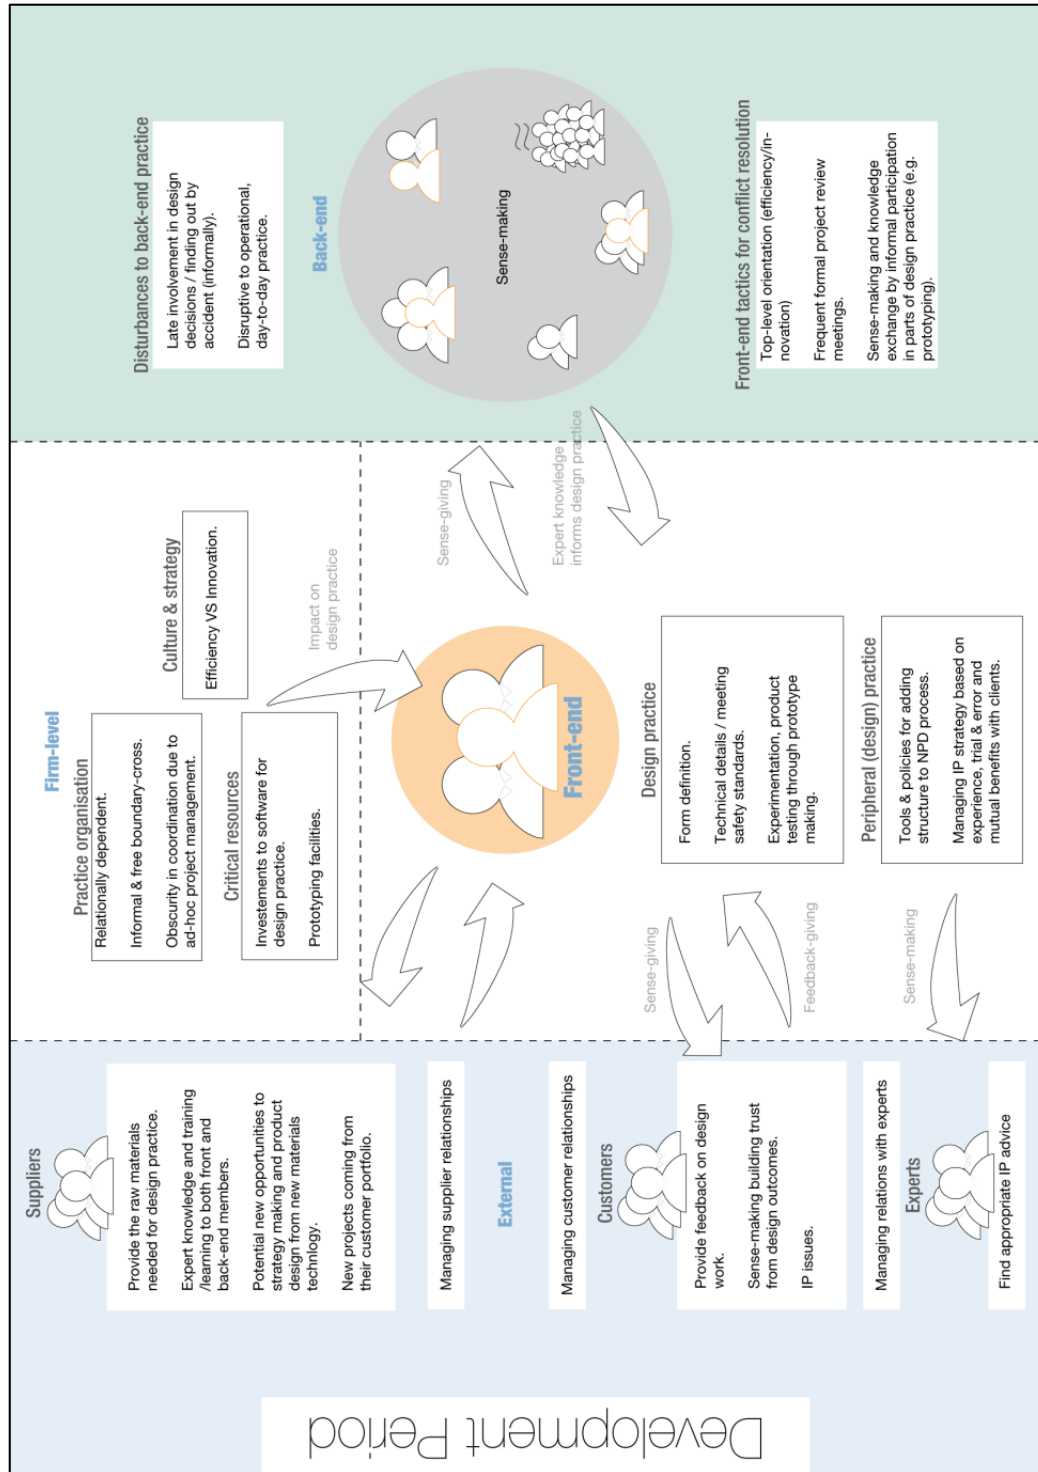 Development Period
Suppliers
Provide the raw materials
needed for design practice.
Expert knowledge and training
/learning to both front and
back-end members.
Potential new opportunities to
strategy making and product
design from new materials
technlogy.
New projects coming from
their customer portfolio.
Managing supplier relationships
External
Managing customer relationships
Customers
Provide feedback on design
work.
Sense-making building trust
from design outcomes.
IP issues.
Managing relations with experts
Experts
Find appropriate IP advice
Firm-level
Practice organisation
Relationally dependent.
Informal & free boundary-cross.
Obscurity in coordination due to
ad-hoc project management.
Critical resources
Investements to software for
design practice.
Prototyping facilities.
Culture & strategy
Efficiency VS Innovation.
Impact on
design practice
Front-end
Sense-giving
Expert knowledge
informs design practice
Design practice
Form definition.
Technical details / meeting
safety standards.
Experimentation, product
testing through prototype
making.
Peripheral (design) practice
Tools & policies for adding
structure to NPD process.
Managing IP strategy based on
experience, trial & error and
mutual benefits with clients.
Sense-giving
Feedback-giving
Sense-making
Disturbances to back-end practice
Late involvement in design
decisions / finding out by
accident (informally).
Disruptive to operational,
day-to-day practice.
Back-end
Sense-making
Front-end tactics for conflict resolution
Top-level orientation (efficiency/in-
novation)
Frequent formal project review
meetings.
Sense-making and knowledge
exchange by informal participation
in parts of design practice (e.g.
prototyping).